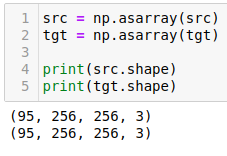 1 src = np.asarray(src)
2 tgt = np.asarray(tgt)
3
4 print(src.shape)
5 print(tgt.shape)
(95, 256, 256, 3)
(95, 256, 256, 3)